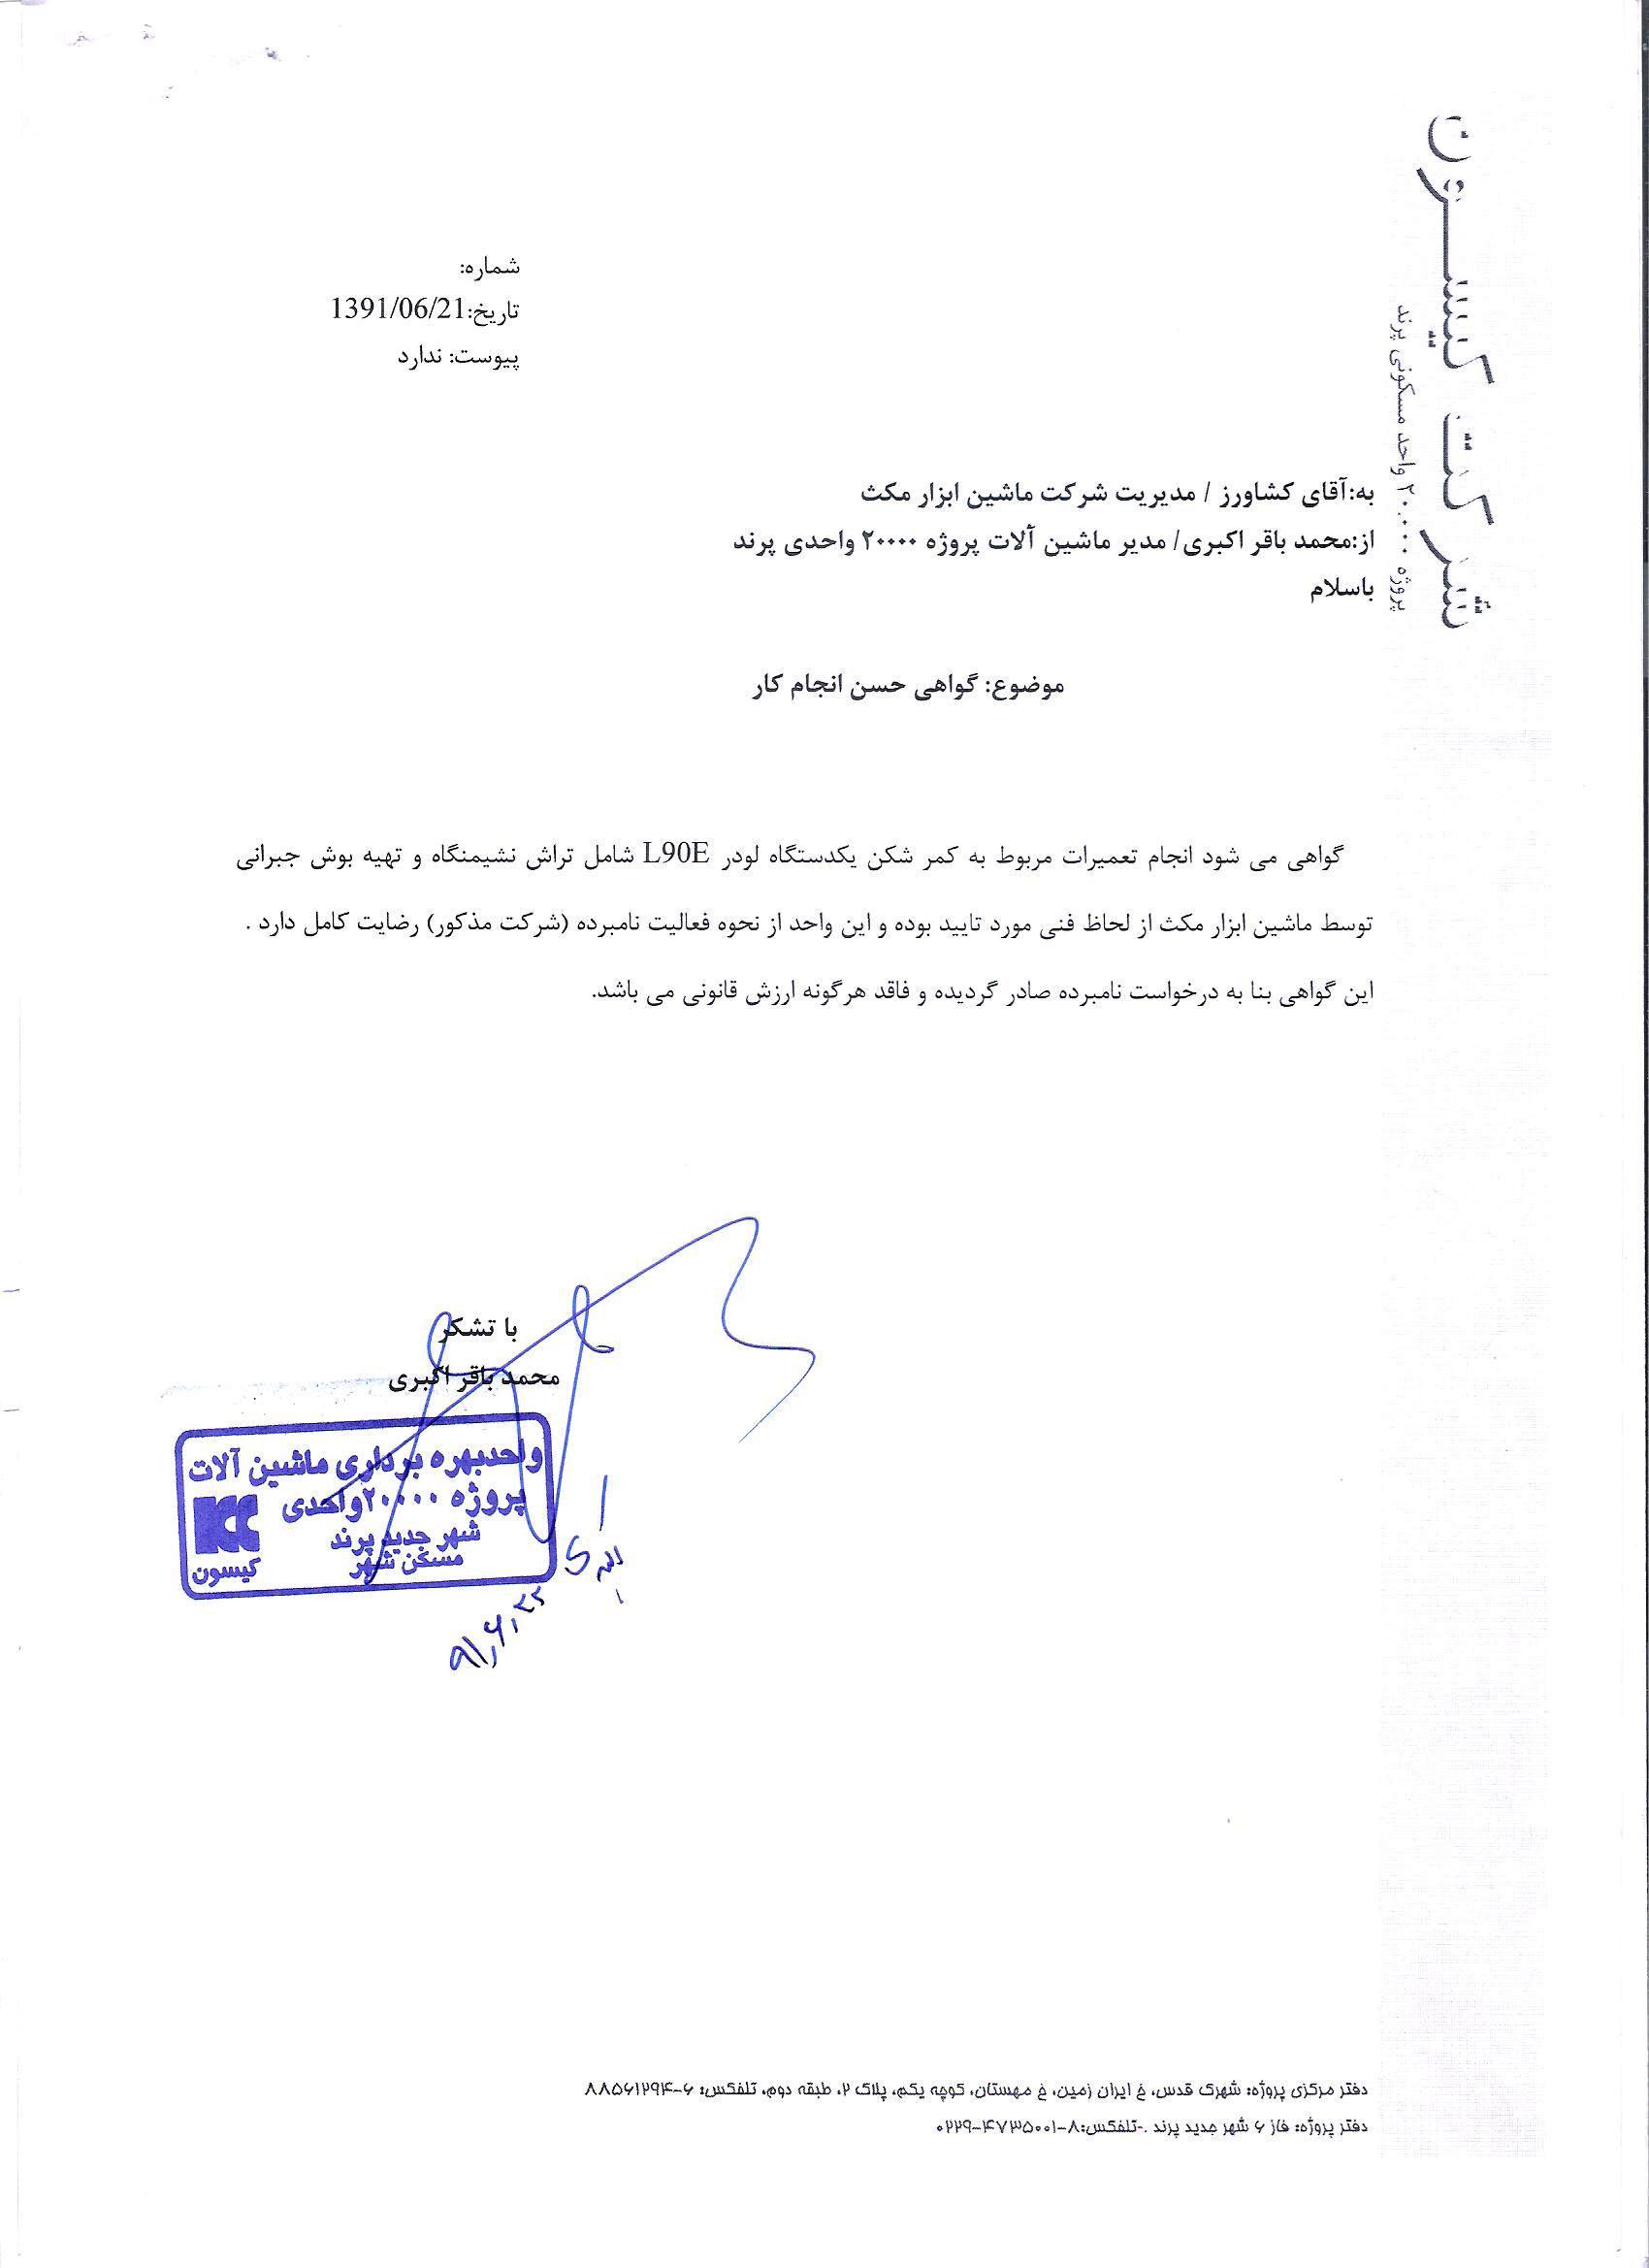 شرکت کیسون
پروژه ۲۰.۰۰۰ واحد مسکونی پرند
شماره:
تاریخ:1391/06/21
پیوست: ندارد
به:آقای کشاورز / مدیریت شرکت ماشین ابزار مکث
از:محمد باقر اکبری/ مدیر ماشین آلات پروژه ۲۰۰۰۰ واحدی پرند
باسلام
موضوع: گواهی حسن انجام کار
گواهی می شود انجام تعمیرات مربوط به کمر شکن یکدستگاه لودر L90E شامل تراش نشیمنگاه و تهیه بوش جبرانی
توسط ماشین ابزار مکث از لحاظ فنی مورد تایید بوده و این واحد از نحوه فعالیت نامبرده (شرکت مذکور) رضایت کامل دارد .
این گواهی بنا به درخواست نامبرده صادر گردیده و فاقد هرگونه ارزش قانونی می باشد.
با تشکر
محمد باقر اکبری
واحدبهره برداری ماشین آلات
پروژه ۲۰۰۰۰واحدی
شهر جدید پرند
مسکن شهر
KCC
کیسون
دفتر مرکزی پروژه: شهرک قدس، خ ایران زمین، خ مهستان، کوچه یکم، پلاک ۲، طبقه دوم، تلفکس: ۶-۸۸۵۶۱۲۹۴
دفتر پروژه: فاز ۶ شهر جدید پرند .-تلفکس:۸-۴۷۳۵۰۰۱-۰۲۲۹